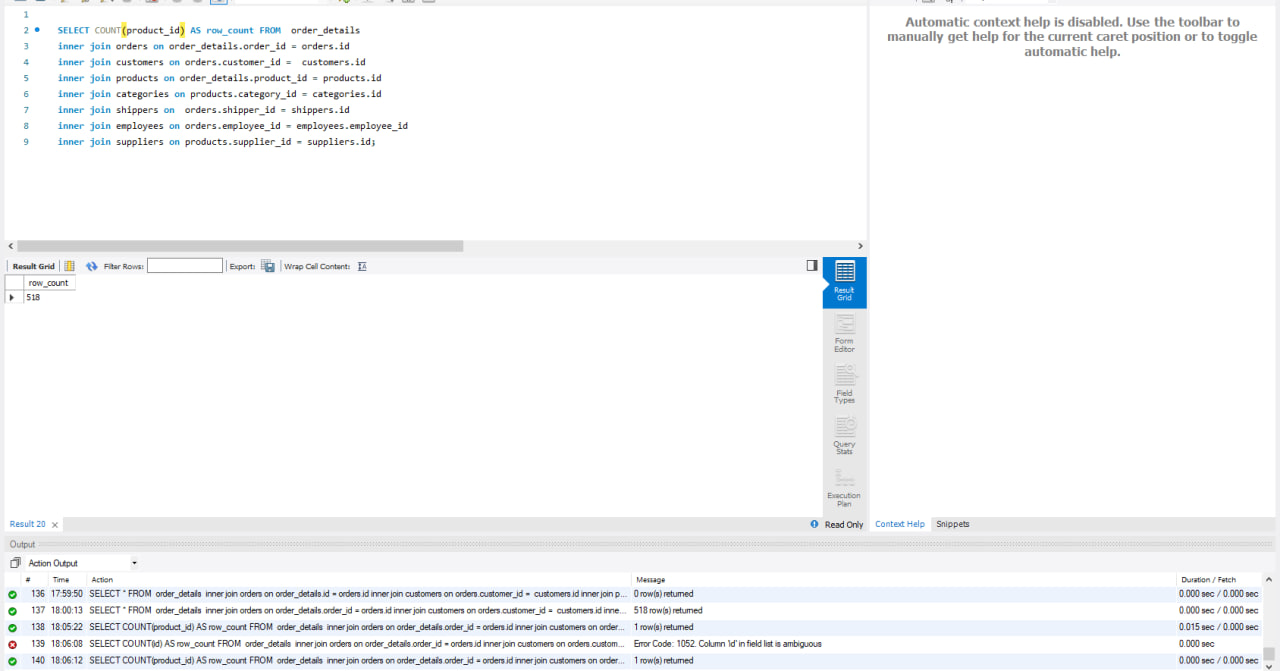 1
2 SELECT COUNT(product_id) AS row_count FROM order_details
3 inner join orders on order_details.order_id = orders.id
4 inner join customers on orders.customer_id = customers.id
5 inner join products on order_details.product_id = products.id
6 inner join categories on products.category_id = categories.id
7 inner join shippers on orders.shipper_id = shippers.id
8 inner join employees on orders.employee_id = employees.employee_id
9 inner join suppliers on products.supplier_id = suppliers.id;
Automatic context help is disabled. Use the toolbar to
manually get help for the current caret position or to toggle
automatic help.
Result Grid Filter Rows: Export: Wrap Cell Content: IA
row_count
518
Result
Grid
Form
Editor
Field
Types
Query
Stats
Execution
Plan
Result 20 Read Only Context Help Snippets
Output
Action Output
# Time Action Message Duration / Fetch
136 17:59:50 SELECT * FROM order_details inner join orders on order_details.id = orders.id inner join customers on orders.customer_id = customers.id inner join p... 0 row(s) returned 0.000 sec / 0.000 sec
137 18:00:13 SELECT * FROM order_details inner join orders on order_details.order_id = orders.id inner join customers on orders.customer_id = customers.id inne... 518 row(s) returned 0.000 sec / 0.000 sec
138 18:05:22 SELECT COUNT(product_id) AS row_count FROM order_details inner join orders on order_details.order_id = orders.id inner join customers on order... 1 row(s) returned 0.015 sec / 0.000 sec
139 18:06:08 SELECT COUNT(id) AS row_count FROM order_details inner join orders on order_details.order_id = orders.id inner join customers on orders.custom... Error Code: 1052. Column 'id' in field list is ambiguous 0.000 sec
140 18:06:12 SELECT COUNT(product_id) AS row_count FROM order_details inner join orders on order_details.order_id = orders.id inner join customers on order... 1 row(s) returned 0.000 sec / 0.000 sec